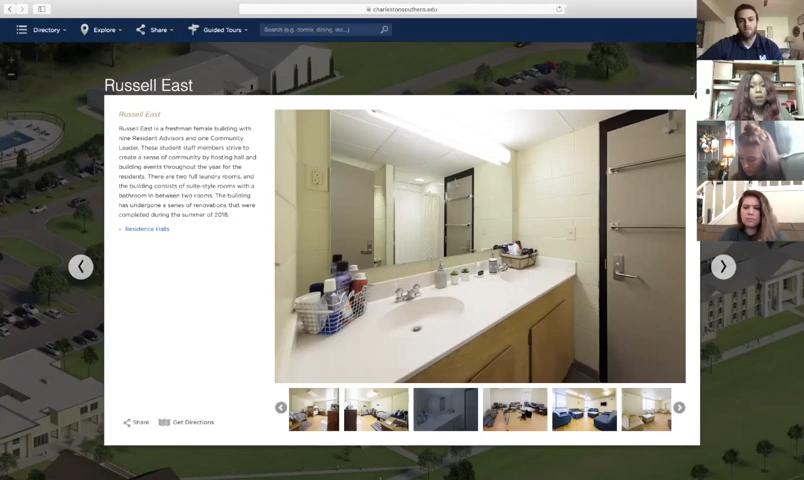 charlestonsouthern.edu
Directory Explore Share Guided Tours Search (e.g. dorms, dining, etc...)
Russell East
Russell East
Russell East is a freshman female building with
nine Resident Advisors and one Community
Leader. These student staff members strive to
create a sense of community by hosting hall and
building events throughout the year for the
residents. There are two full laundry rooms, and
the building consists of suite-style rooms with a
bathroom in between two rooms. The building
has undergone a series of renovations that were
completed during the summer of 2018.
Residence Halls
Share Get Directions